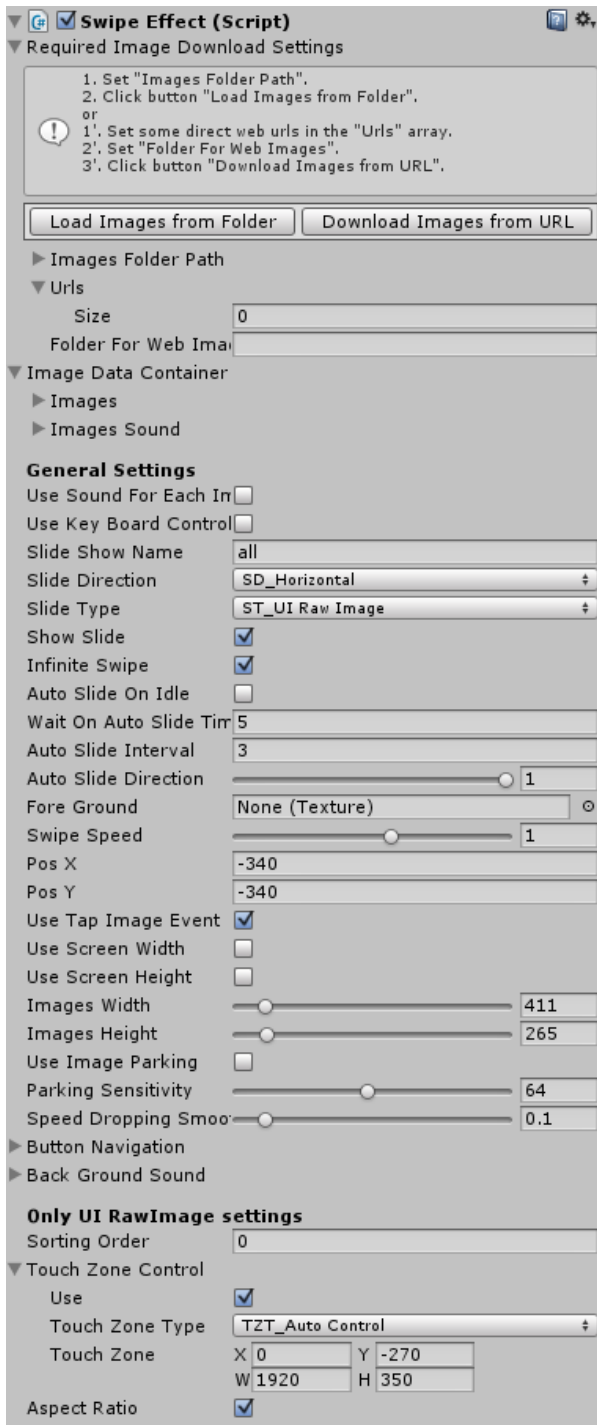 Swipe Effect (Script)
Required Image Download Settings
1. Set "Images Folder Path".
2. Click button "Load Images from Folder".
or
1'. Set some direct web urls in the "Urls" array.
2'. Set "Folder For Web Images".
3'. Click button "Download Images from URL".
Load Images from Folder Download Images from URL
Images Folder Path
Urls
Size 0
Folder For Web Ima
Image Data Container
Images
Images Sound
General Settings
Use Sound For Each Im
Use Key Board Control
Slide Show Name all
Slide Direction SD_Horizontal
Slide Type ST_UI Raw Image
Show Slide
Infinite Swipe
Auto Slide On Idle
Wait On Auto Slide Tim 5
Auto Slide Interval 3
Auto Slide Direction 1
Fore Ground None (Texture)
Swipe Speed 1
Pos X -340
Pos Y -340
Use Tap Image Event
Use Screen Width
Use Screen Height
Images Width 411
Images Height 265
Use Image Parking
Parking Sensitivity 64
Speed Dropping Smoo 0.1
Button Navigation
Back Ground Sound
Only UI RawImage settings
Sorting Order 0
Touch Zone Control
Use
Touch Zone Type TZT_Auto Control
Touch Zone X 0 Y -270
W 1920 H 350
Aspect Ratio